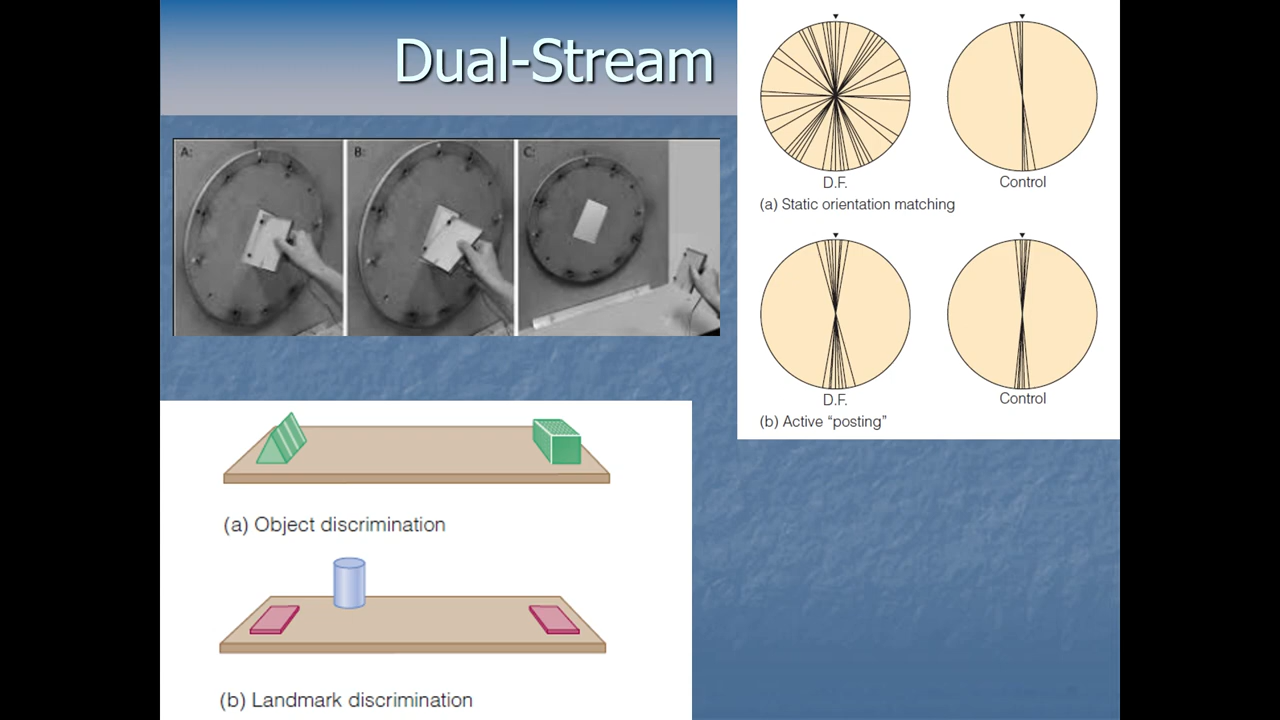 Dual-Stream
A:
B:
C:
D.F.
Control
(a) Static orientation matching
D.F.
Control
(b) Active “posting”
(a) Object discrimination
(b) Landmark discrimination